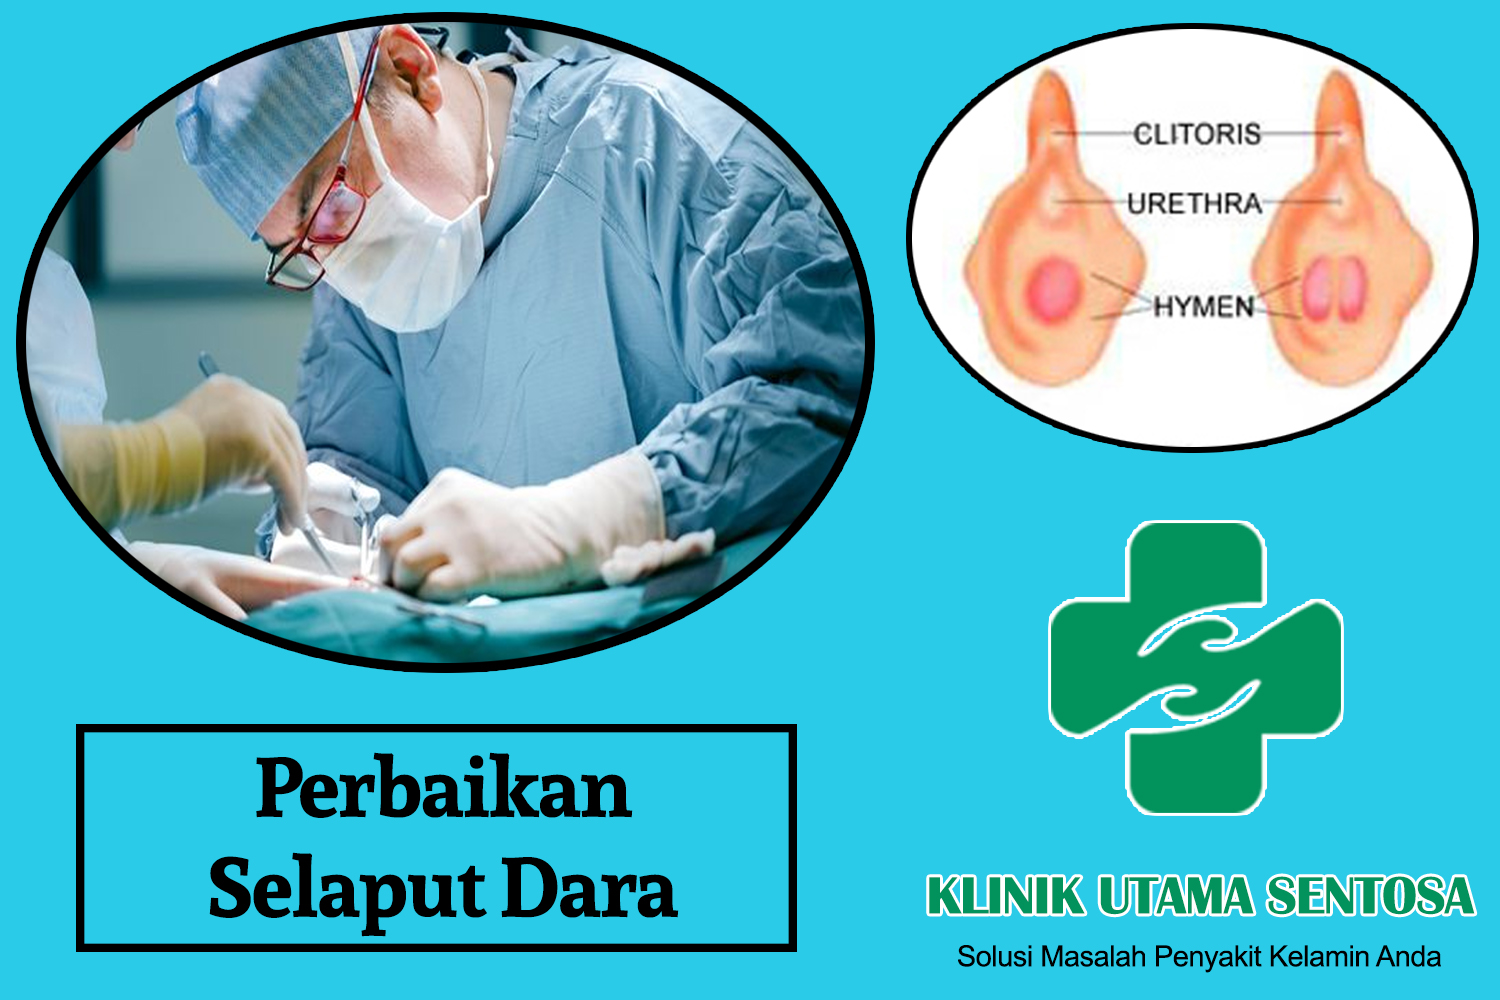 CLITORIS
URETHRA
HYMEN
Perbaikan
Selaput Dara
KLINIK UTAMA SENTOSA
Solusi Masalah Penyakit Kelamin Anda